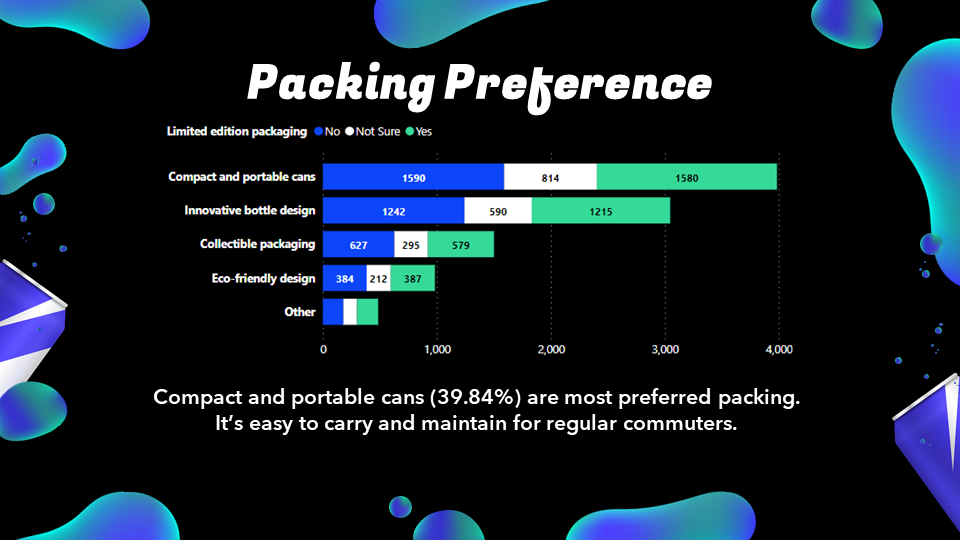 Packing Preference
Limited edition packaging No Not Sure Yes
Compact and portable cans 1590 814 1580
Innovative bottle design 1242 590 1215
Collectible packaging 627 295 579
Eco-friendly design 384 212 387
Other
0 1,000 2,000 3,000 4,000
Compact and portable cans (39.84%) are most preferred packing.
It’s easy to carry and maintain for regular commuters.